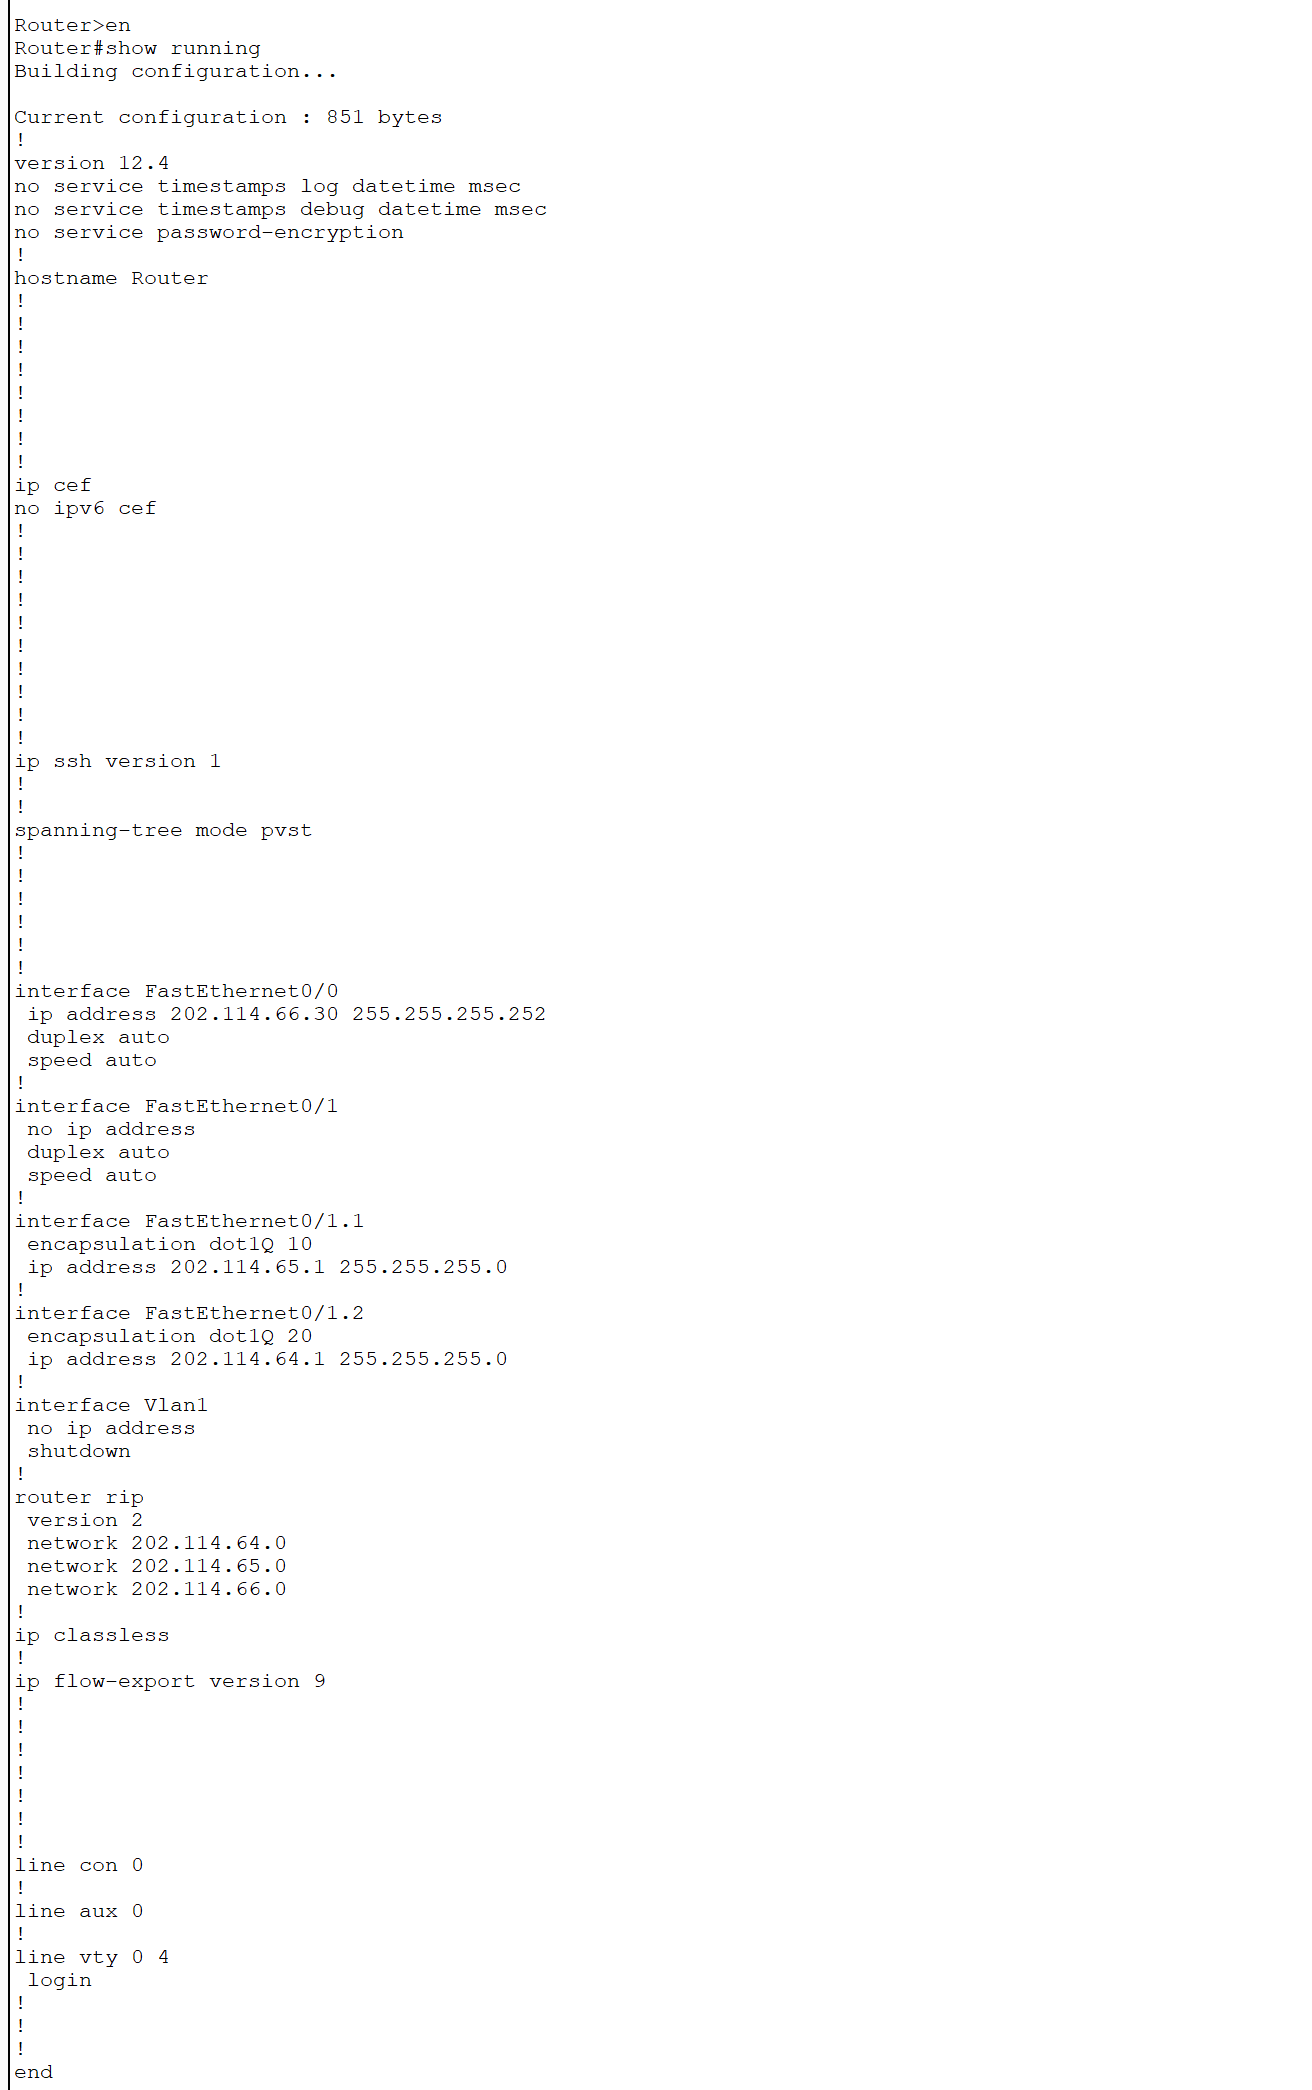 Router>en
Router#show running
Building configuration...
Current configuration : 851 bytes
!
version 12.4
no service timestamps log datetime msec
no service timestamps debug datetime msec
no service password-encryption
!
hostname Router
!
!
!
!
!
!
!
!
ip cef
no ipv6 cef
!
!
!
!
!
!
!
!
!
!
ip ssh version 1
!
!
spanning-tree mode pvst
!
!
!
!
!
!
interface FastEthernet0/0
 ip address 202.114.66.30 255.255.255.252
 duplex auto
 speed auto
!
interface FastEthernet0/1
 no ip address
 duplex auto
 speed auto
!
interface FastEthernet0/1.1
 encapsulation dot1Q 10
 ip address 202.114.65.1 255.255.255.0
!
interface FastEthernet0/1.2
 encapsulation dot1Q 20
 ip address 202.114.64.1 255.255.255.0
!
interface Vlan1
 no ip address
 shutdown
!
router rip
 version 2
 network 202.114.64.0
 network 202.114.65.0
 network 202.114.66.0
!
ip classless
!
ip flow-export version 9
!
!
!
!
!
!
!
line con 0
!
line aux 0
!
line vty 0 4
 login
!
!
!
end